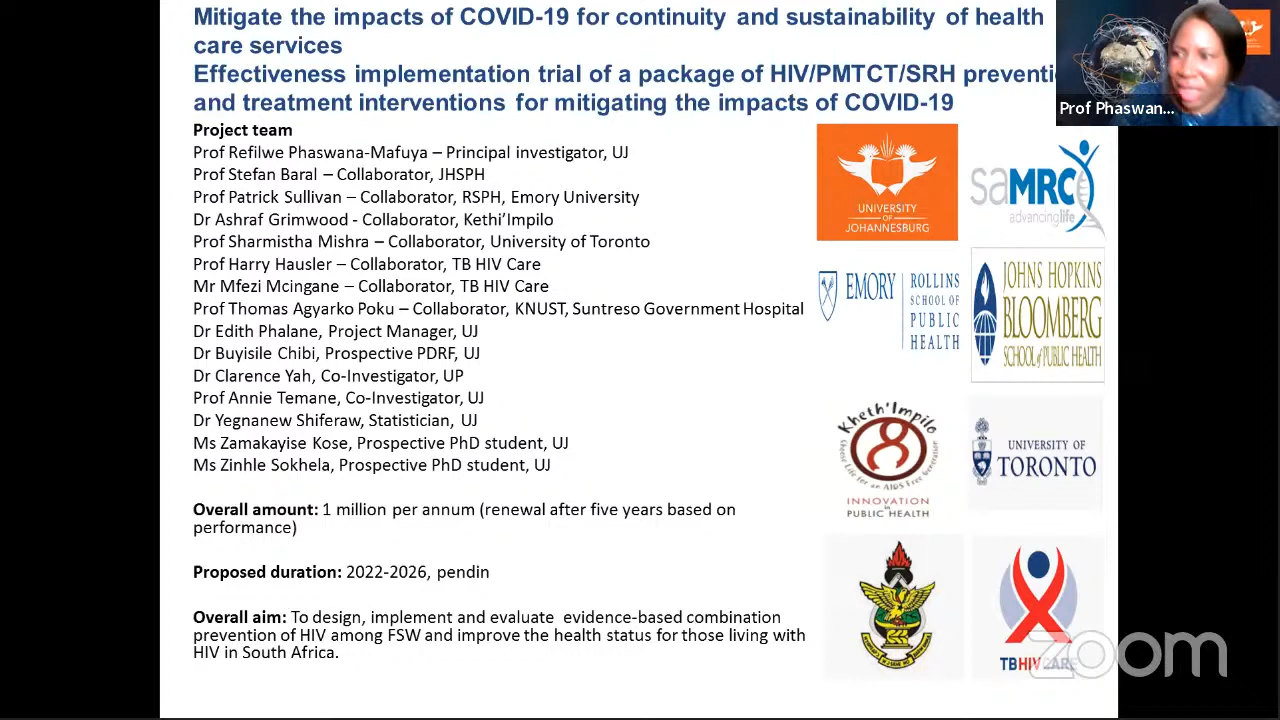 Mitigate the impacts of COVID-19 for continuity and sustainability of health
care services
Effectiveness implementation trial of a package of HIV/PMTCT/SRH preventi
and treatment interventions for mitigating the impacts of COVID-19
Prof Phaswan...
Project team
Prof Refilwe Phaswana-Mafuya – Principal investigator, UJ
Prof Stefan Baral – Collaborator, JHSPH
Prof Patrick Sullivan – Collaborator, RSPH, Emory University
Dr Ashraf Grimwood - Collaborator, Kethi'Impilo
Prof Sharmistha Mishra – Collaborator, University of Toronto
Prof Harry Hausler – Collaborator, TB HIV Care
Mr Mfezi Mcingane – Collaborator, TB HIV Care
Prof Thomas Agyarko Poku – Collaborator, KNUST, Suntreso Government Hospital
Dr Edith Phalane, Project Manager, UJ
Dr Buyisile Chibi, Prospective PDRF, UJ
Dr Clarence Yah, Co-Investigator, UP
Prof Annie Temane, Co-Investigator, UJ
Dr Yegnanew Shiferaw, Statistician, UJ
Ms Zamakayise Kose, Prospective PhD student, UJ
Ms Zinhle Sokhela, Prospective PhD student, UJ
Overall amount: 1 million per annum (renewal after five years based on
performance)
Proposed duration: 2022-2026, pendin
Overall aim: To design, implement and evaluate evidence-based combination
prevention of HIV among FSW and improve the health status for those living with
HIV in South Africa.
UNIVERSITY
OF
JOHANNESBURG
saMRC
advancinglife
EMORY
ROLLINS
SCHOOL OF
PUBLIC
HEALTH
JOHNS HOPKINS
BLOOMBERG
SCHOOL of PUBLIC HEALTH
Kheth'Impilo
Choose Life for an AIDS Free Generation
INNOVATION
in
PUBLIC HEALTH
UNIVERSITY OF
TORONTO
TBHIVCARE
zoom